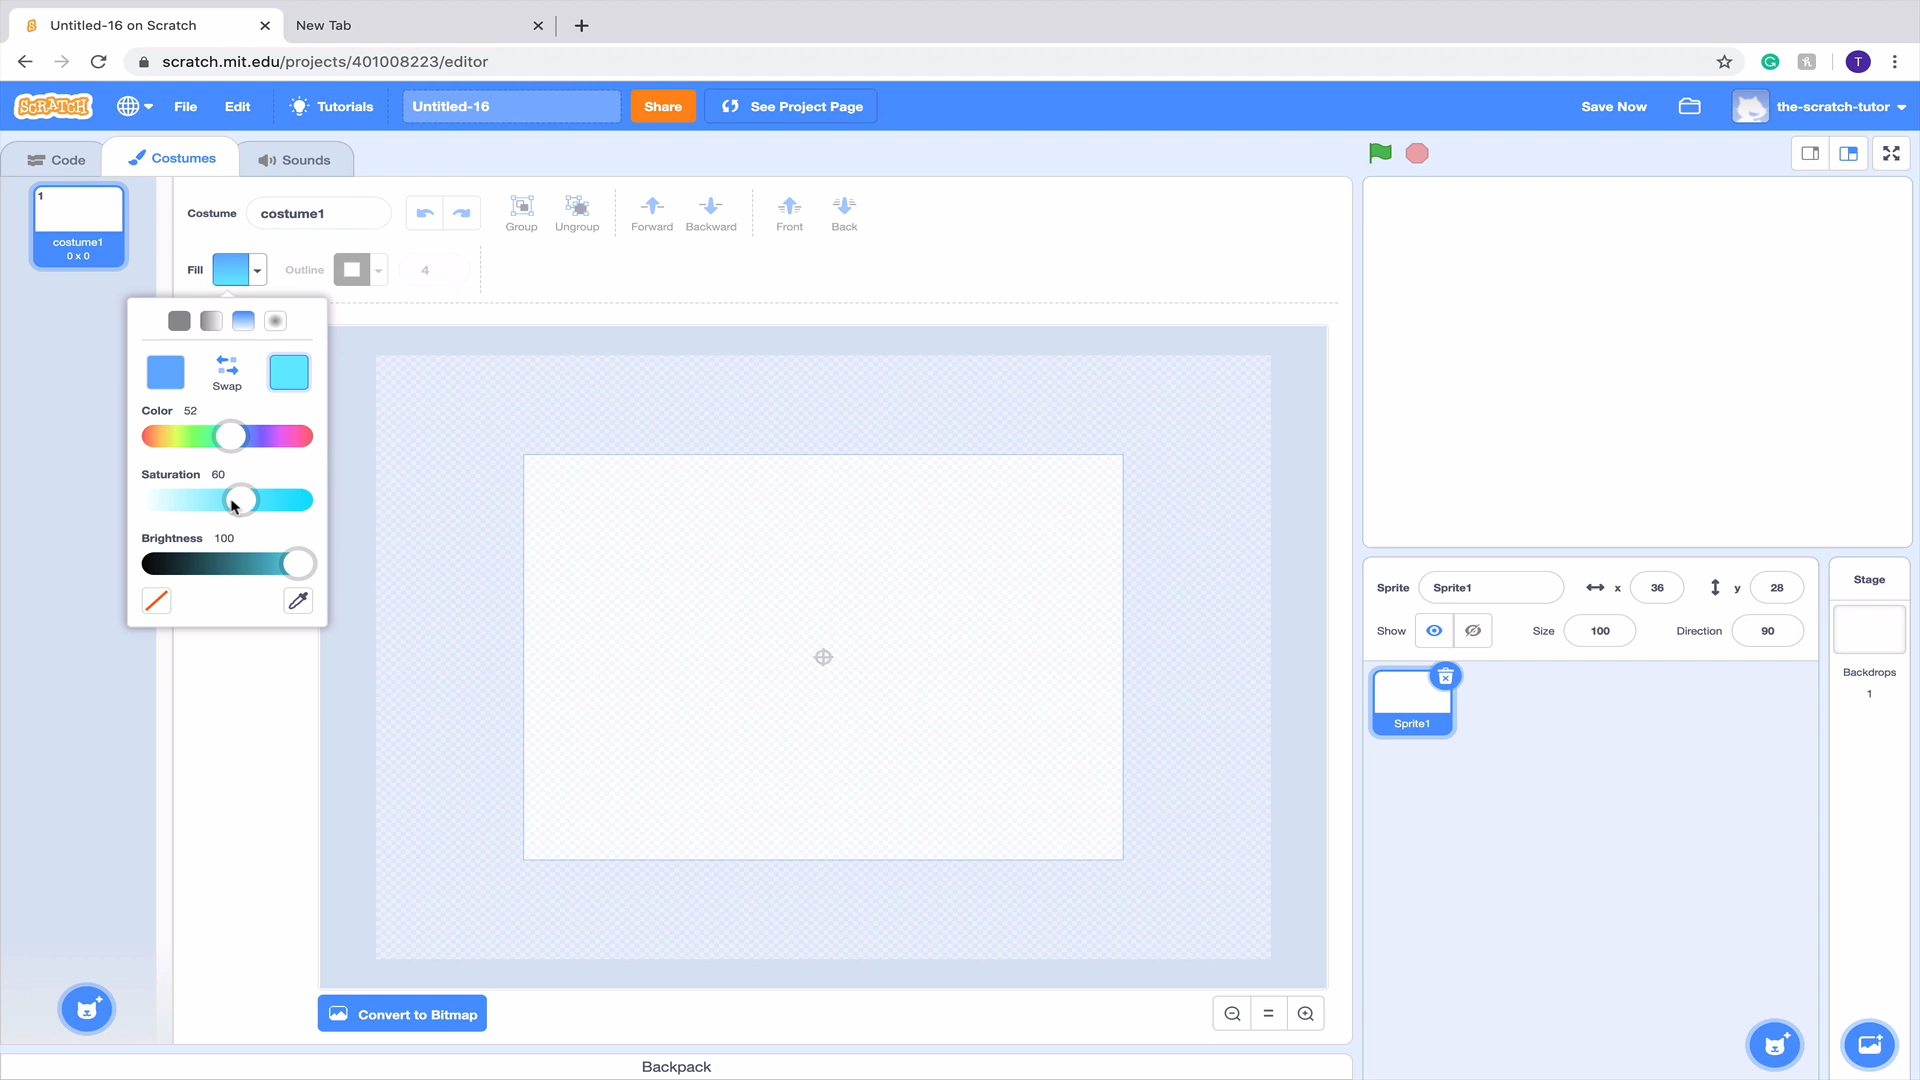 Untitled-16 on Scratch
New Tab
scratch.mit.edu/projects/401008223/editor
T
SCRATCH
File
Edit
Tutorials
Untitled-16
Share
See Project Page
Save Now
the-scratch-tutor
Code
Costumes
Sounds
1
costume1
0 x 0
Costume
costume1
Group
Ungroup
Forward
Backward
Front
Back
Fill
Outline
4
Swap
Color 52
Saturation 60
Brightness 100
Convert to Bitmap
Backpack
Sprite
Sprite1
x
36
y
28
Show
Size
100
Direction
90
Sprite1
Stage
Backdrops
1